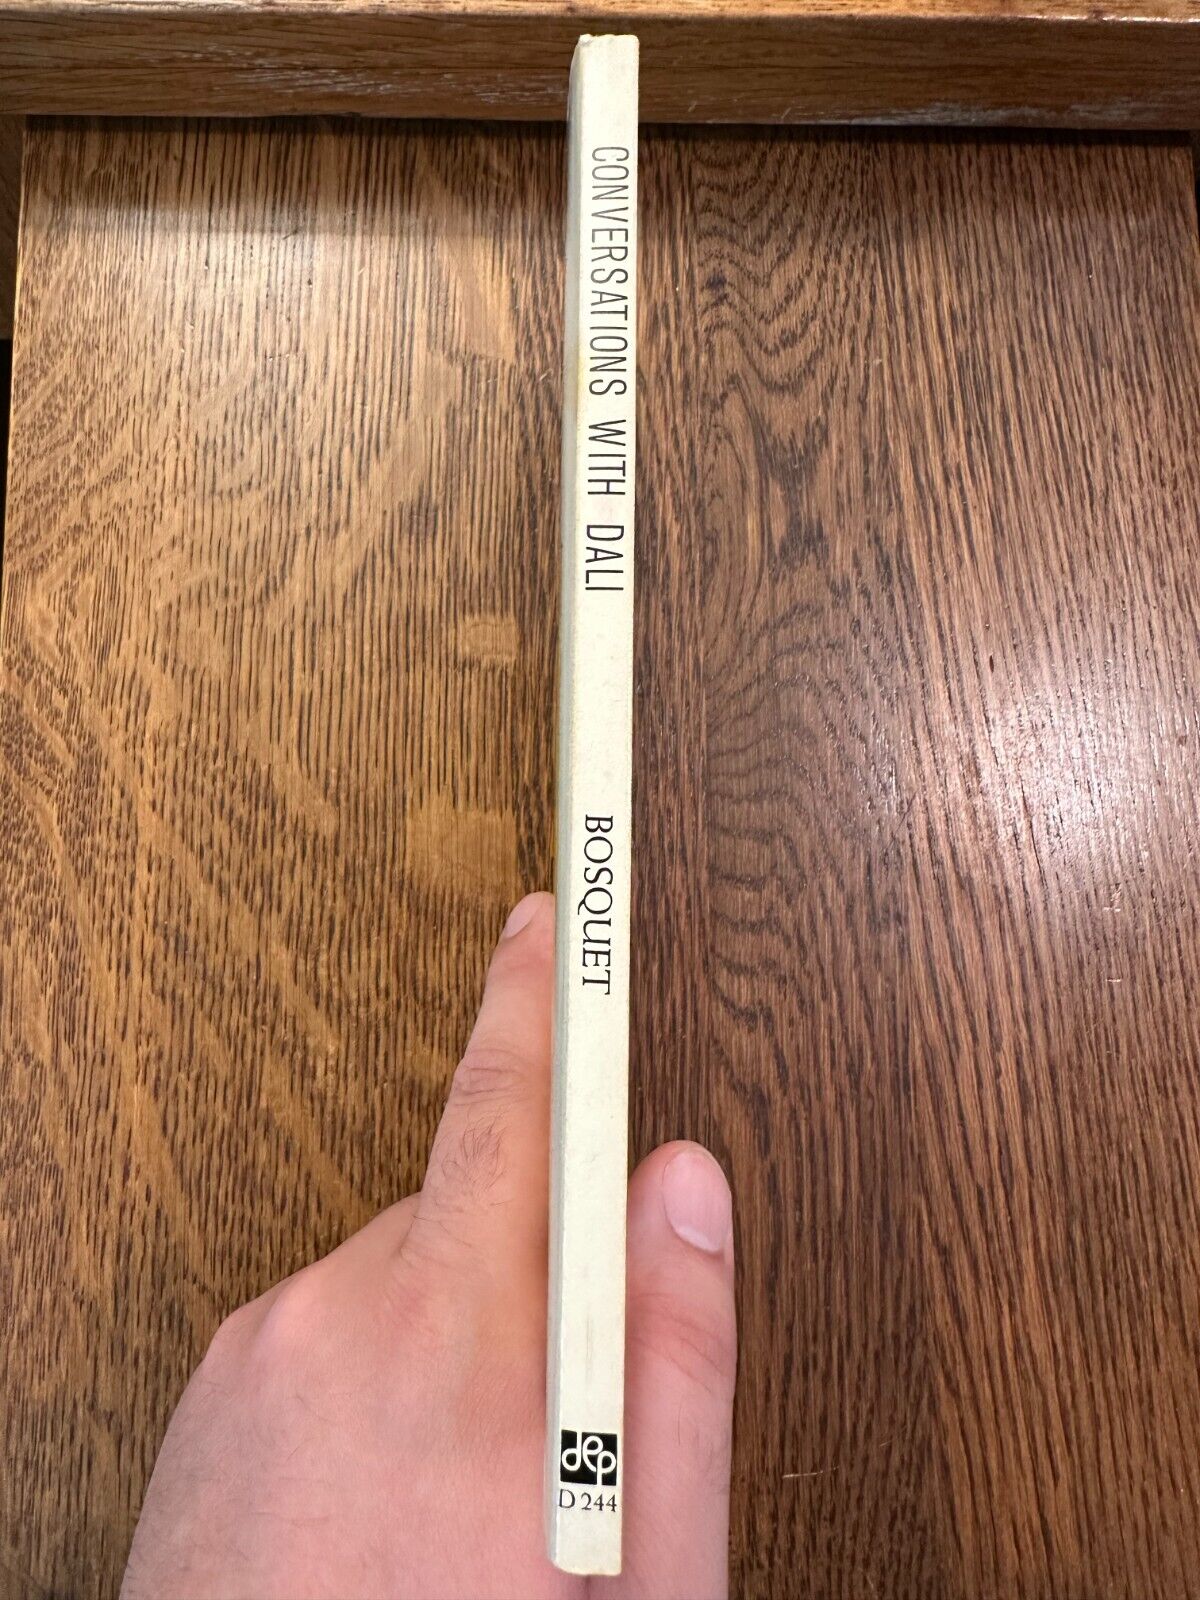 CONVERSATIONS WITH DALI
BOSQUET
dep
D 244